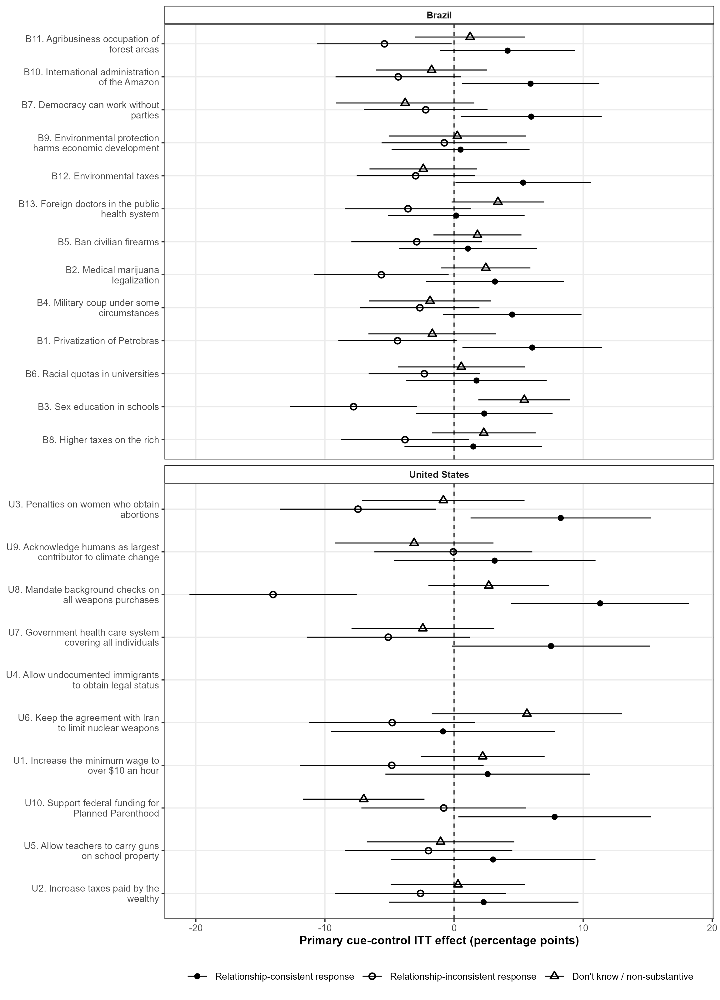 Brazil
B11. Agribusiness occupation of
forest areas
B10. International administration
of the Amazon
B7. Democracy can work without
parties
B9. Environmental protection
harms economic development
B12. Environmental taxes
B13. Foreign doctors in the public
health system
B5. Ban civilian firearms
B2. Medical marijuana
legalization
B4. Military coup under some
circumstances
B1. Privatization of Petrobras
B6. Racial quotas in universities
B3. Sex education in schools
B8. Higher taxes on the rich
United States
U3. Penalties on women who obtain
abortions
U9. Acknowledge humans as largest
contributor to climate change
U8. Mandate background checks on
all weapons purchases
U7. Government health care system
covering all individuals
U4. Allow undocumented immigrants
to obtain legal status
U6. Keep the agreement with Iran
to limit nuclear weapons
U1. Increase the minimum wage to
over $10 an hour
U10. Support federal funding for
Planned Parenthood
U5. Allow teachers to carry guns
on school property
U2. Increase taxes paid by the
wealthy
-20 -10 0 10 20
Primary cue-control ITT effect (percentage points)
Relationship-consistent response Relationship-inconsistent response Don't know / non-substantive